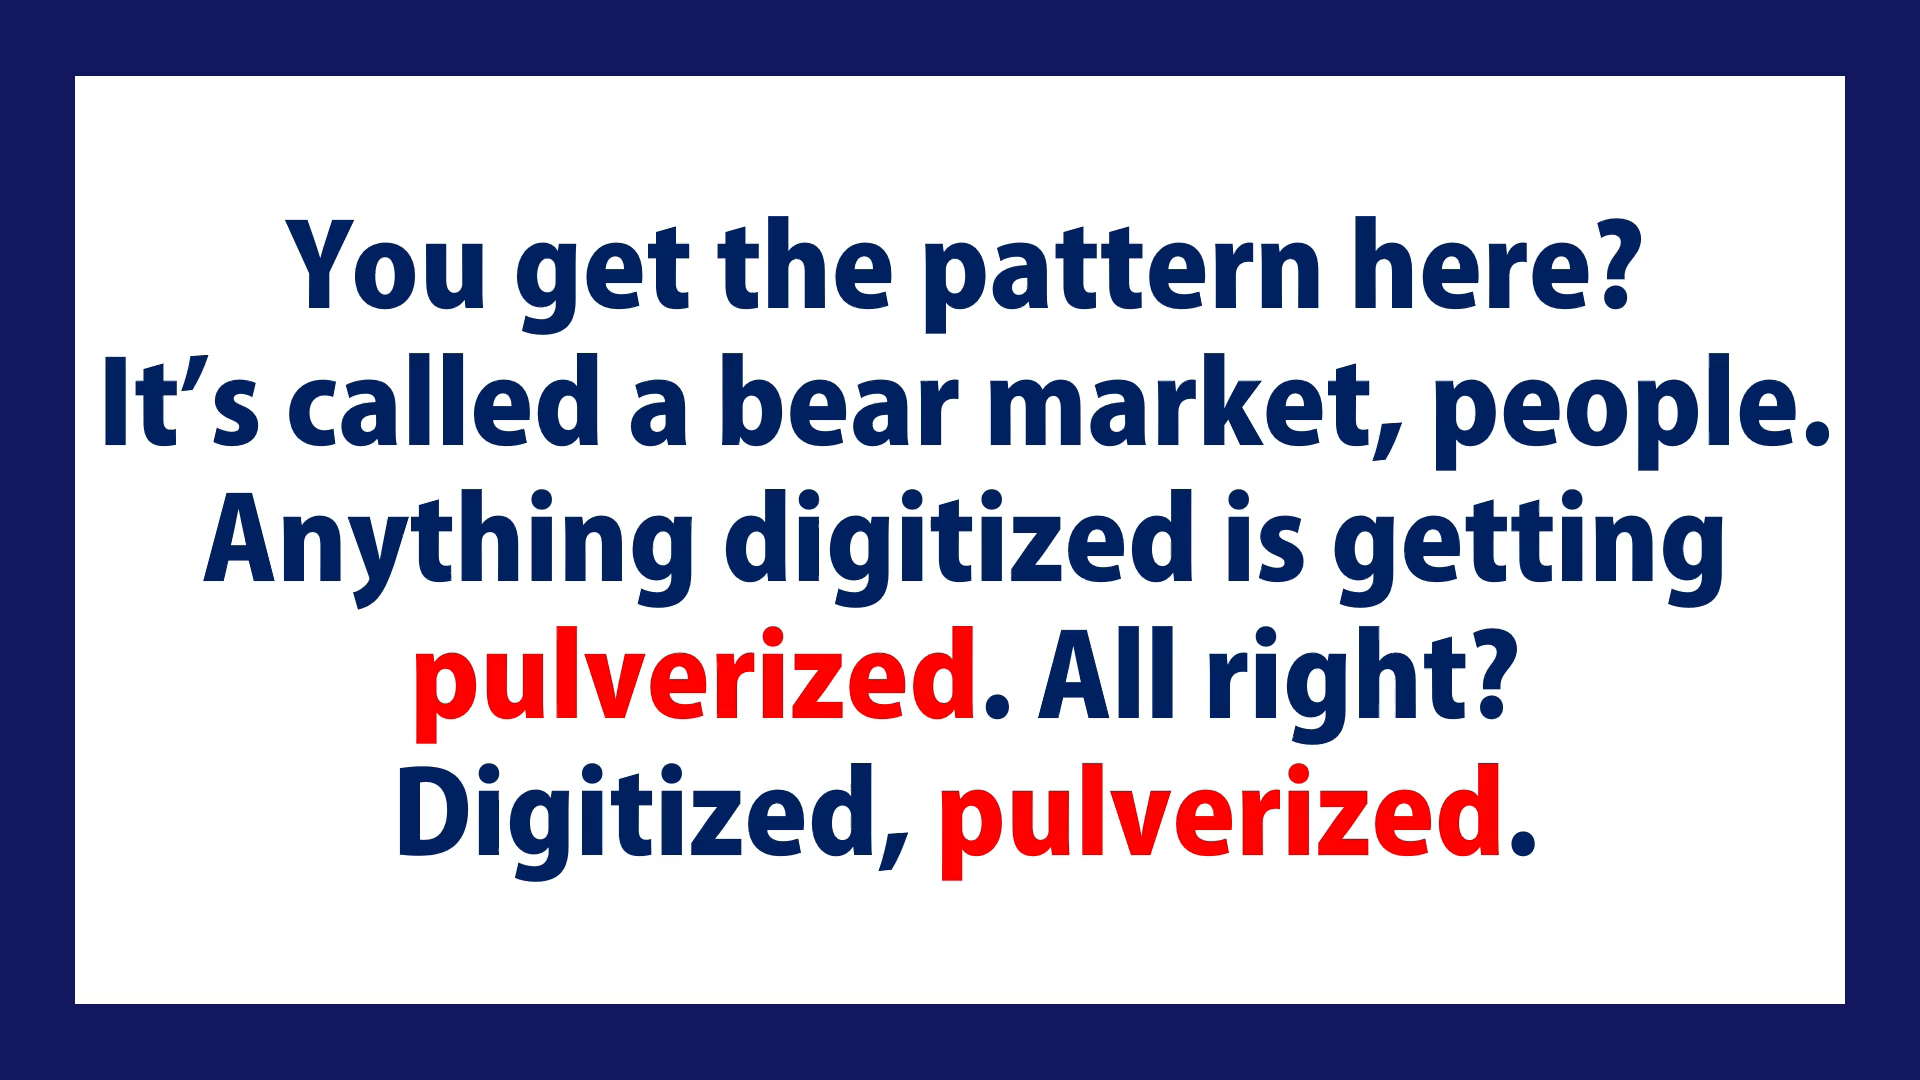 You get the pattern here?
It’s called a bear market, people.
Anything digitized is getting
pulverized. All right?
Digitized, pulverized.